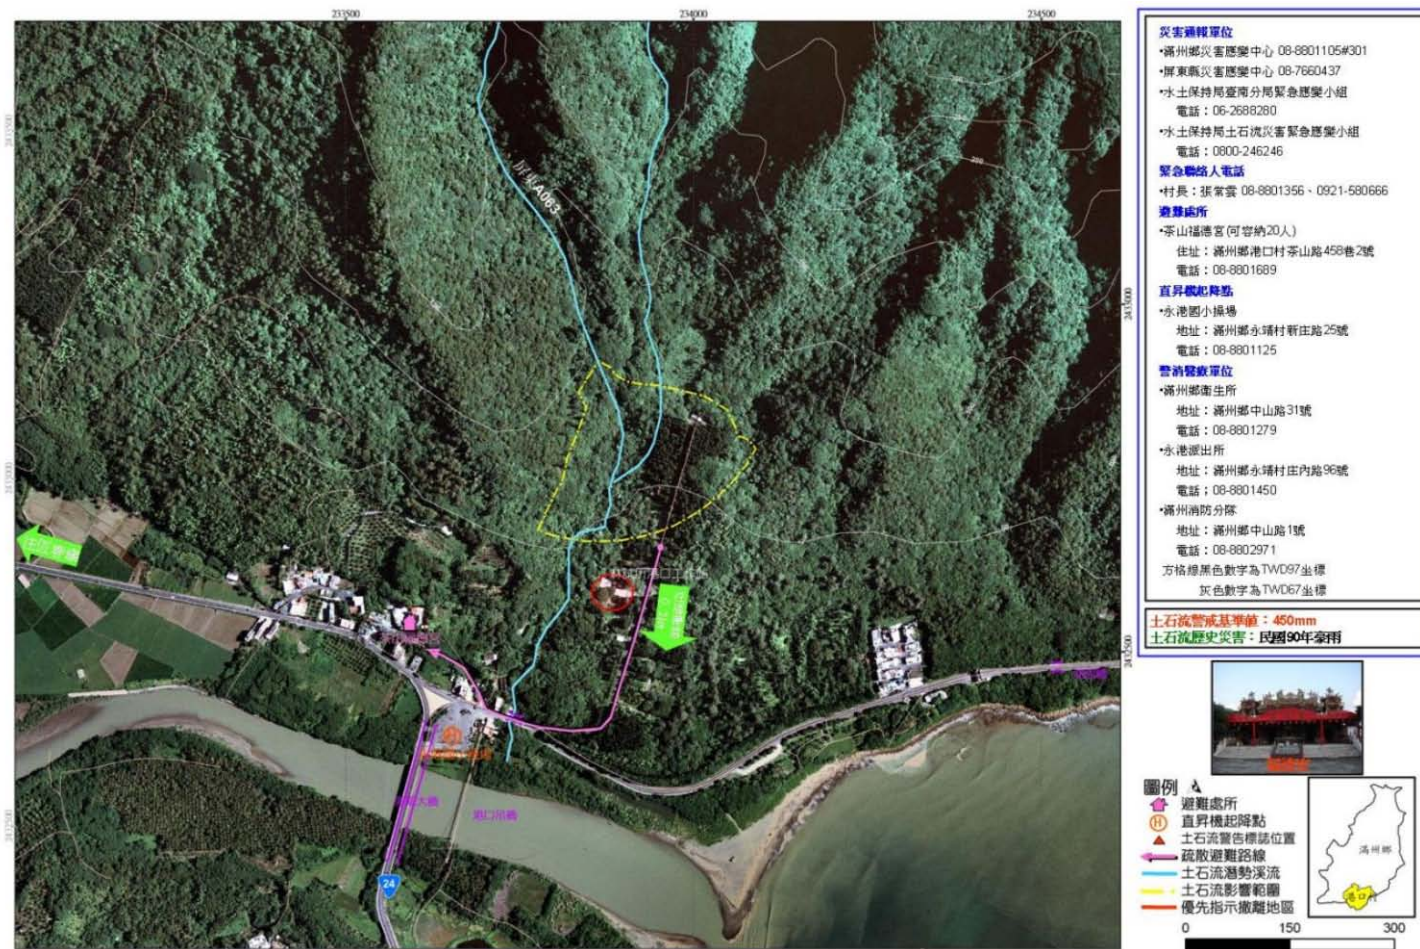 233500
234000
234500
2433500
2433000
2432500
2433000
2432500
屏縣A063
200
港口吊橋
24
災害通報單位
•滿州鄉災害應變中心 08-8801105#301
•屏東縣災害應變中心 08-7660437
•水土保持局臺南分局緊急應變小組
電話：06-2688280
•水土保持局土石流災害緊急應變小組
電話：0800-246246
緊急聯絡人電話
•村長：張常雲 08-8801356、0921-580666
避難處所
•茶山福德宮(可容納20人)
住址：滿州鄉港口村茶山路458巷2號
電話：08-8801689
直昇機起降點
•永港國小操場
地址：滿州鄉永靖村新庄路25號
電話：08-8801125
警消醫療單位
•滿州鄉衛生所
地址：滿州鄉中山路31號
電話：08-8801279
•永港派出所
地址：滿州鄉永靖村庄內路96號
電話：08-8801450
•滿州消防分隊
地址：滿州鄉中山路1號
電話：08-8802971
方格線黑色數字為TWD97坐標
灰色數字為TWD67坐標
土石流警戒基準值：450mm
土石流歷史災害：民國90年豪雨
圖例
避難處所
H 直昇機起降點
土石流警告標誌位置
疏散避難路線
土石流潛勢溪流
土石流影響範圍
優先指示撤離地區
滿州鄉
港口村
0 150 300